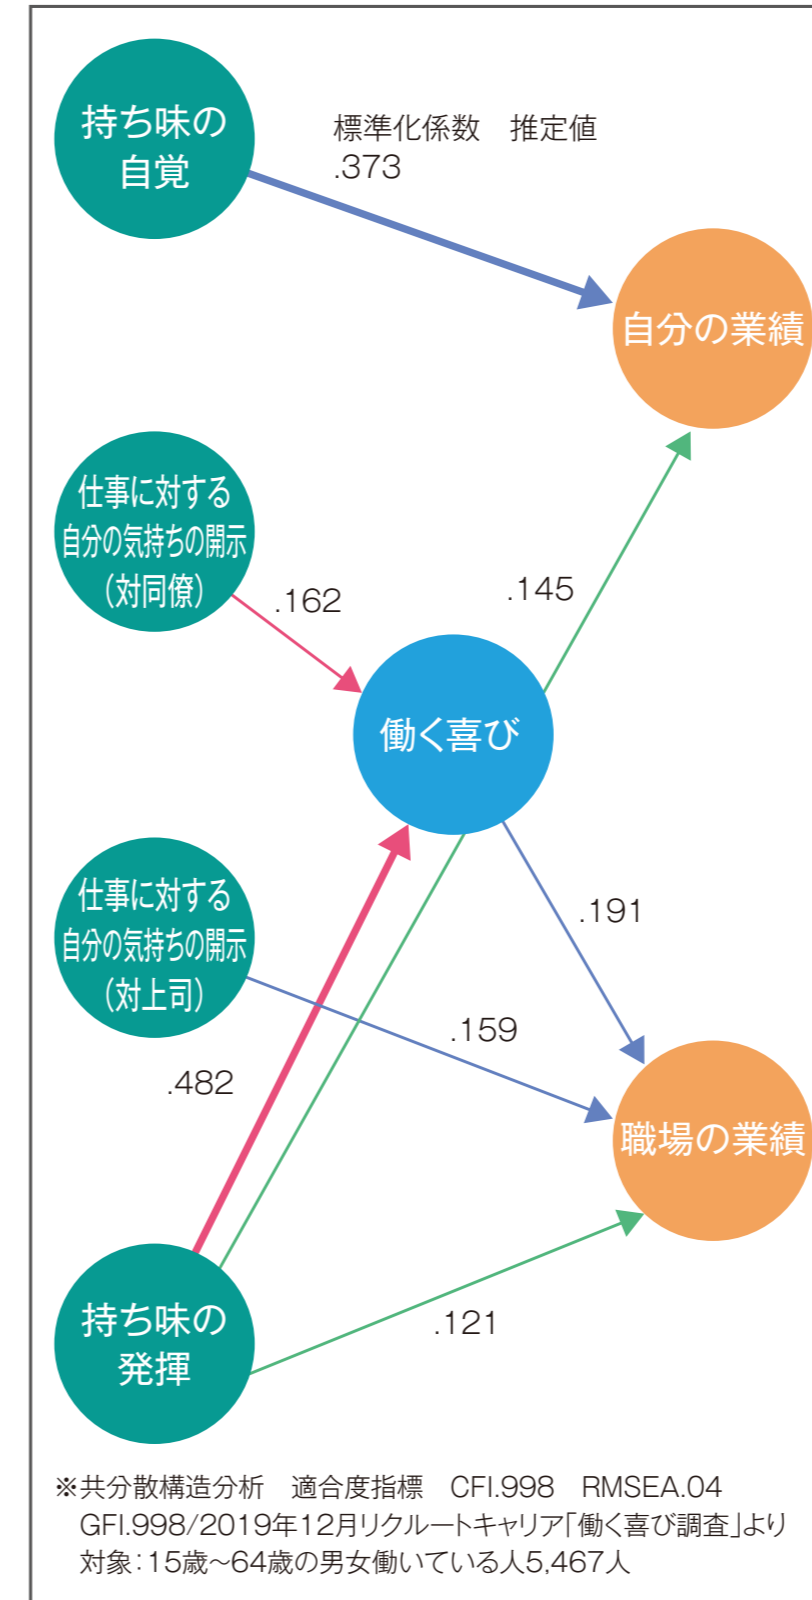 持ち味の
自覚
標準化係数　推定値
.373
自分の業績
仕事に対する
自分の気持ちの開示
（対同僚）
.162
.145
働く喜び
仕事に対する
自分の気持ちの開示
（対上司）
.191
.159
.482
職場の業績
持ち味の
発揮
.121
※共分散構造分析　適合度指標　CFI.998　RMSEA.04
GFI.998/2019年12月リクルートキャリア「働く喜び調査」より
対象：15歳〜64歳の男女働いている人5,467人